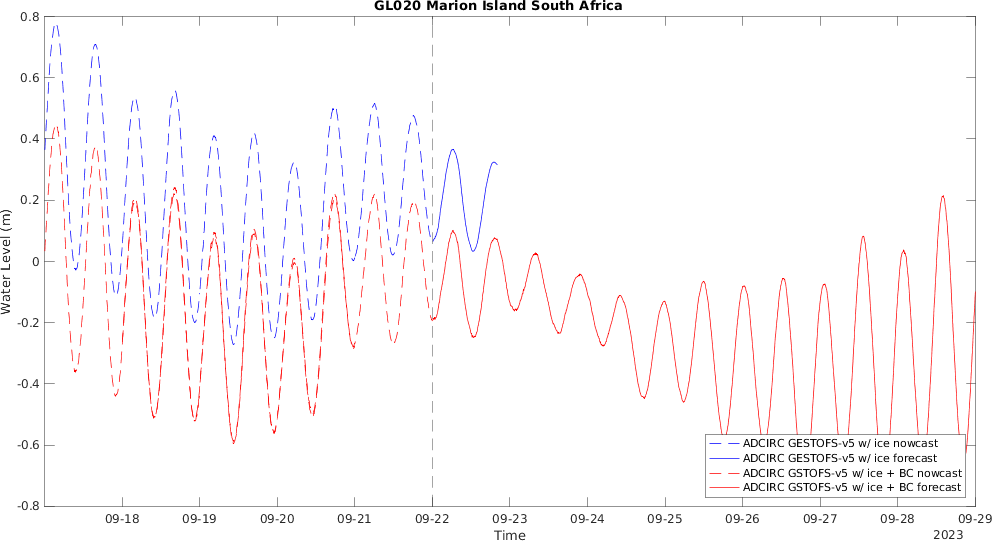 GL020 Marion Island South Africa
0.8
0.6
0.4
0.2
0
-0.2
-0.4
-0.6
-0.8
Water Level (m)
09-18 09-19 09-20 09-21 09-22 09-23 09-24 09-25 09-26 09-27 09-28 09-29
Time
2023
ADCIRC GESTOFS-v5 w/ ice nowcast
ADCIRC GESTOFS-v5 w/ ice forecast
ADCIRC GSTOFS-v5 w/ ice + BC nowcast
ADCIRC GSTOFS-v5 w/ ice + BC forecast